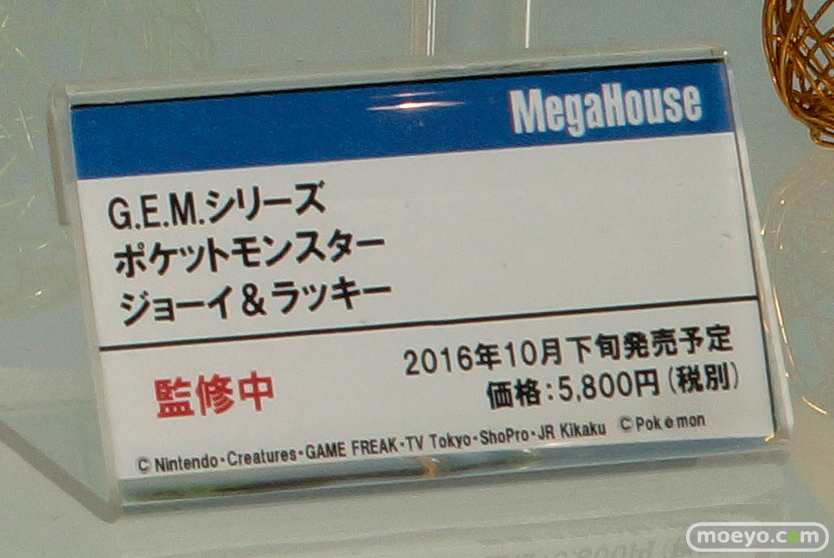 MegaHouse
G.E.M.シリーズ
ポケットモンスター
ジョーイ&ラッキー
監修中
2016年10月下旬発売予定
価格:5,800円(税別)
©Nintendo・Creatures・GAME FREAK・TV Tokyo・ShoPro・JR Kikaku ©Pokémon
moeyo.com